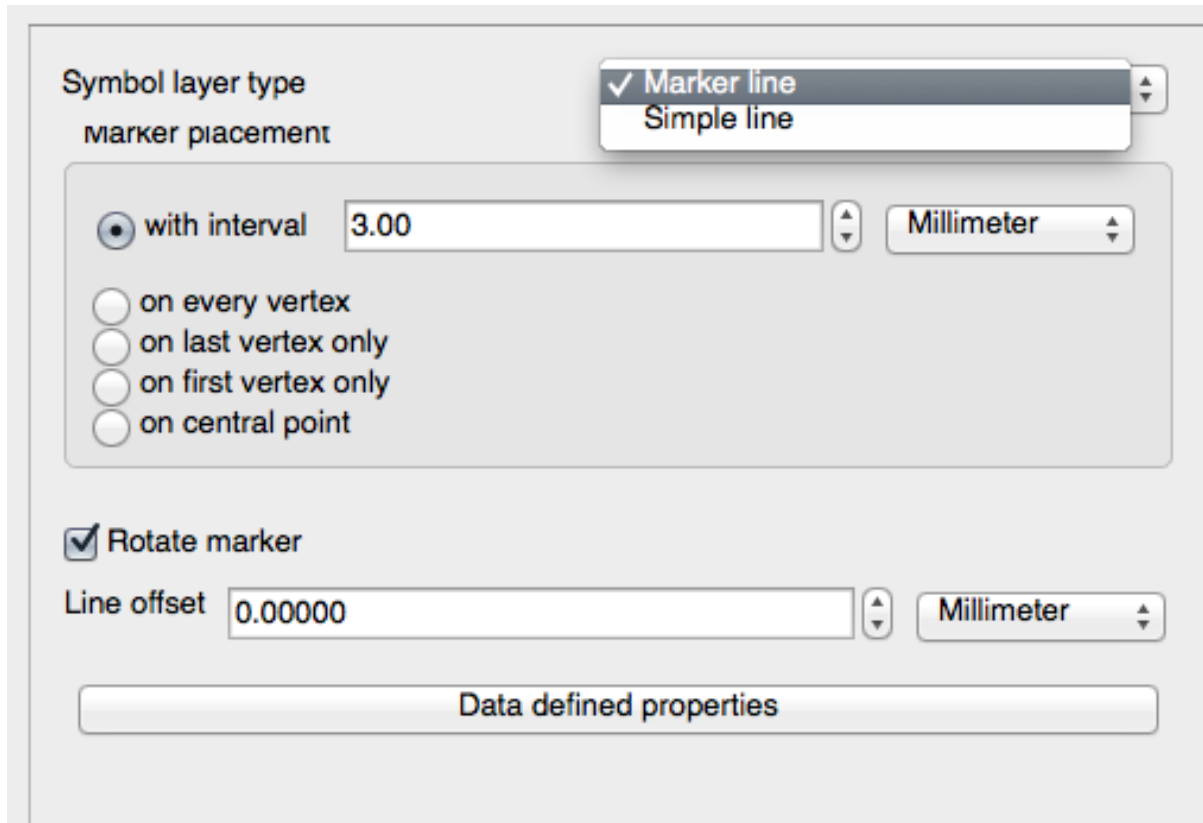 Symbol layer type
✓ Marker line
Simple line
Marker placement
with interval 3.00 Millimeter
on every vertex
on last vertex only
on first vertex only
on central point
Rotate marker
Line offset 0.00000 Millimeter
Data defined properties